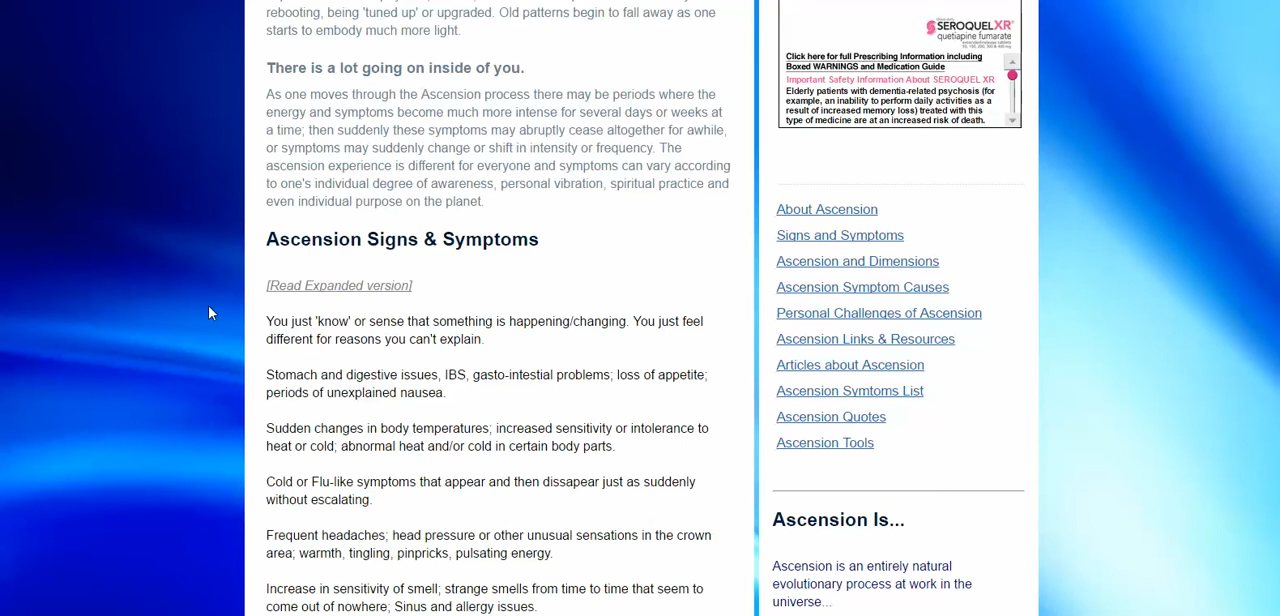 rebooting, being 'tuned up' or upgraded. Old patterns begin to fall away as one
starts to embody much more light.
There is a lot going on inside of you.
As one moves through the Ascension process there may be periods where the
energy and symptoms become much more intense for several days or weeks at
a time; then suddenly these symptoms may abruptly cease altogether for awhile,
or symptoms may suddenly change or shift in intensity or frequency. The
ascension experience is different for everyone and symptoms can vary according
to one's individual degree of awareness, personal vibration, spiritual practice and
even individual purpose on the planet.
Ascension Signs & Symptoms
[Read Expanded version]
You just 'know' or sense that something is happening/changing. You just feel
different for reasons you can't explain.
Stomach and digestive issues, IBS, gasto-intestial problems; loss of appetite;
periods of unexplained nausea.
Sudden changes in body temperatures; increased sensitivity or intolerance to
heat or cold; abnormal heat and/or cold in certain body parts.
Cold or Flu-like symptoms that appear and then dissapear just as suddenly
without escalating.
Frequent headaches; head pressure or other unusual sensations in the crown
area; warmth, tingling, pinpricks, pulsating energy.
Increase in sensitivity of smell; strange smells from time to time that seem to
come out of nowhere; Sinus and allergy issues.
SEROQUEL XR
quetiapine fumarate
Click here for full Prescribing Information including
Boxed WARNINGS and Medication Guide
Important Safety Information About SEROQUEL XR
Elderly patients with dementia-related psychosis (for
example, an inability to perform daily activities as a
result of increased memory loss) treated with this
type of medicine are at an increased risk of death.
About Ascension
Signs and Symptoms
Ascension and Dimensions
Ascension Symptom Causes
Personal Challenges of Ascension
Ascension Links & Resources
Articles about Ascension
Ascension Symtoms List
Ascension Quotes
Ascension Tools
Ascension Is...
Ascension is an entirely natural
evolutionary process at work in the
universe...